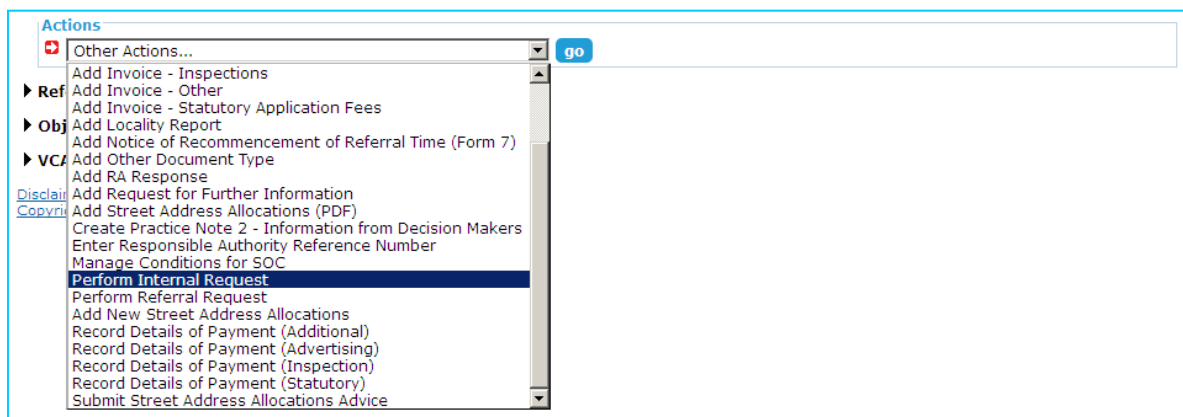 Actions
Other Actions...
go
Add Invoice - Inspections
Add Invoice - Other
Add Invoice - Statutory Application Fees
Add Locality Report
Add Notice of Recommencement of Referral Time (Form 7)
Add Other Document Type
Add RA Response
Add Request for Further Information
Add Street Address Allocations (PDF)
Create Practice Note 2 - Information from Decision Makers
Enter Responsible Authority Reference Number
Manage Conditions for SOC
Perform Internal Request
Perform Referral Request
Add New Street Address Allocations
Record Details of Payment (Additional)
Record Details of Payment (Advertising)
Record Details of Payment (Inspection)
Record Details of Payment (Statutory)
Submit Street Address Allocations Advice